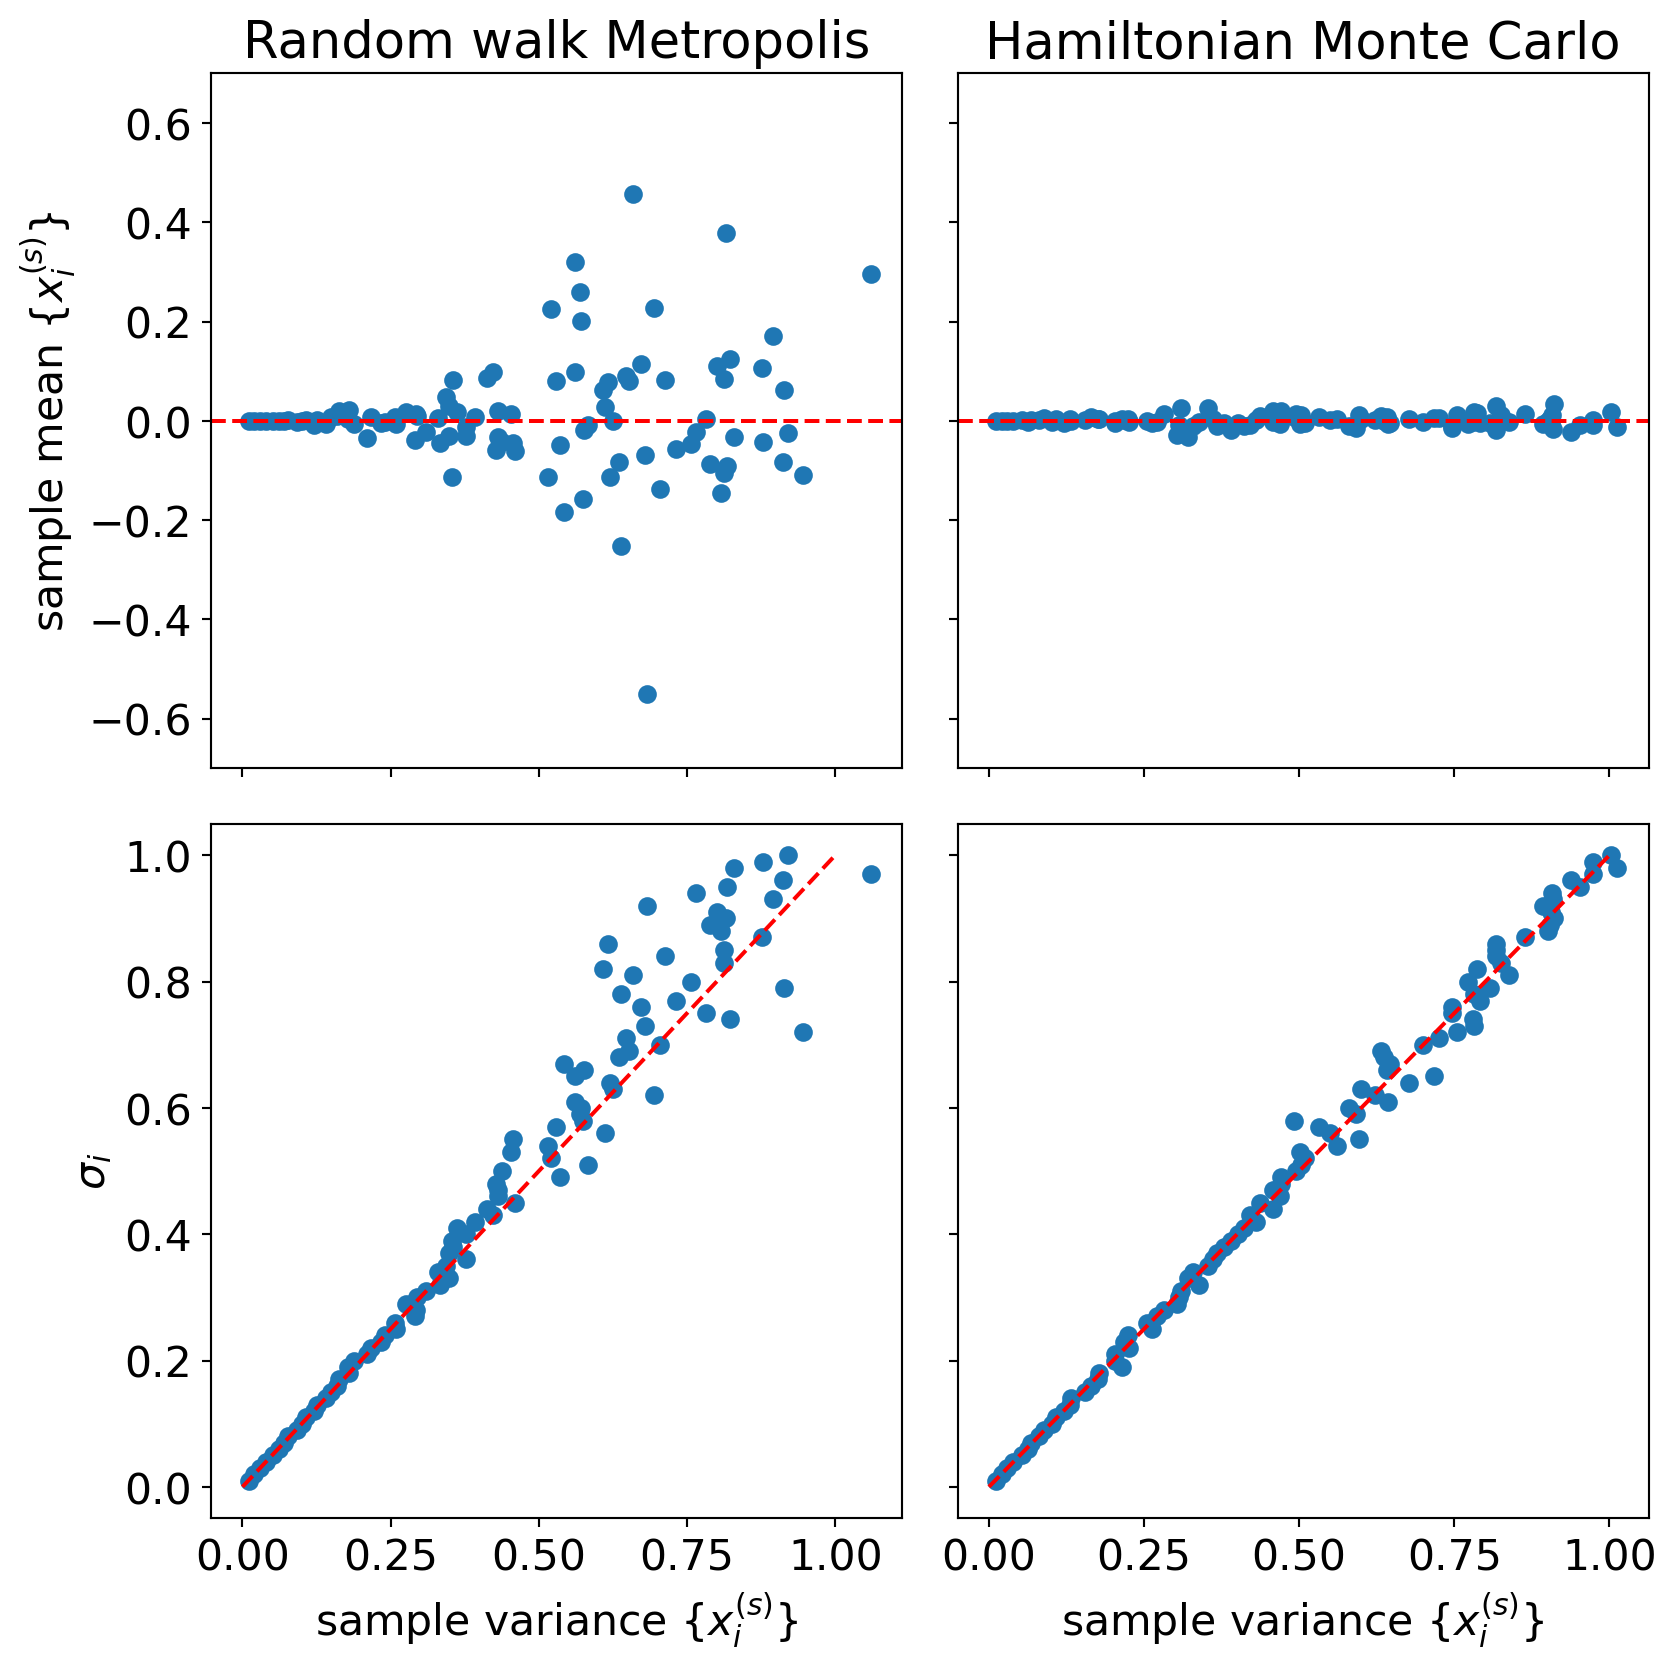 Random walk Metropolis
Hamiltonian Monte Carlo
sample mean {x_i^{(s)}}
0.6
0.4
0.2
0.0
−0.2
−0.4
−0.6
σ_i
1.0
0.8
0.6
0.4
0.2
0.0
0.00 0.25 0.50 0.75 1.00
0.00 0.25 0.50 0.75 1.00
sample variance {x_i^{(s)}}
sample variance {x_i^{(s)}}